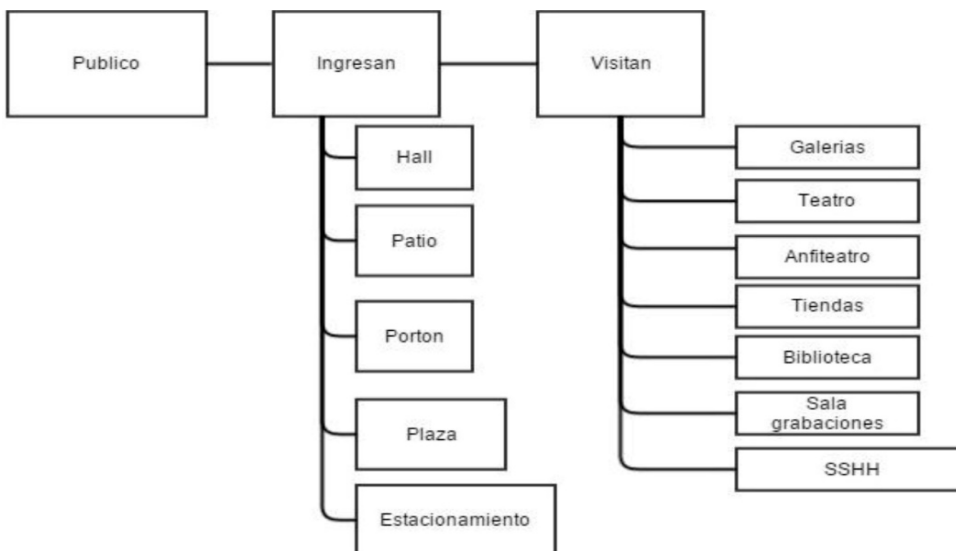 Publico
Ingresan
Visitan
Hall
Patio
Porton
Plaza
Estacionamiento
Galerias
Teatro
Anfiteatro
Tiendas
Biblioteca
Sala
grabaciones
SSHH